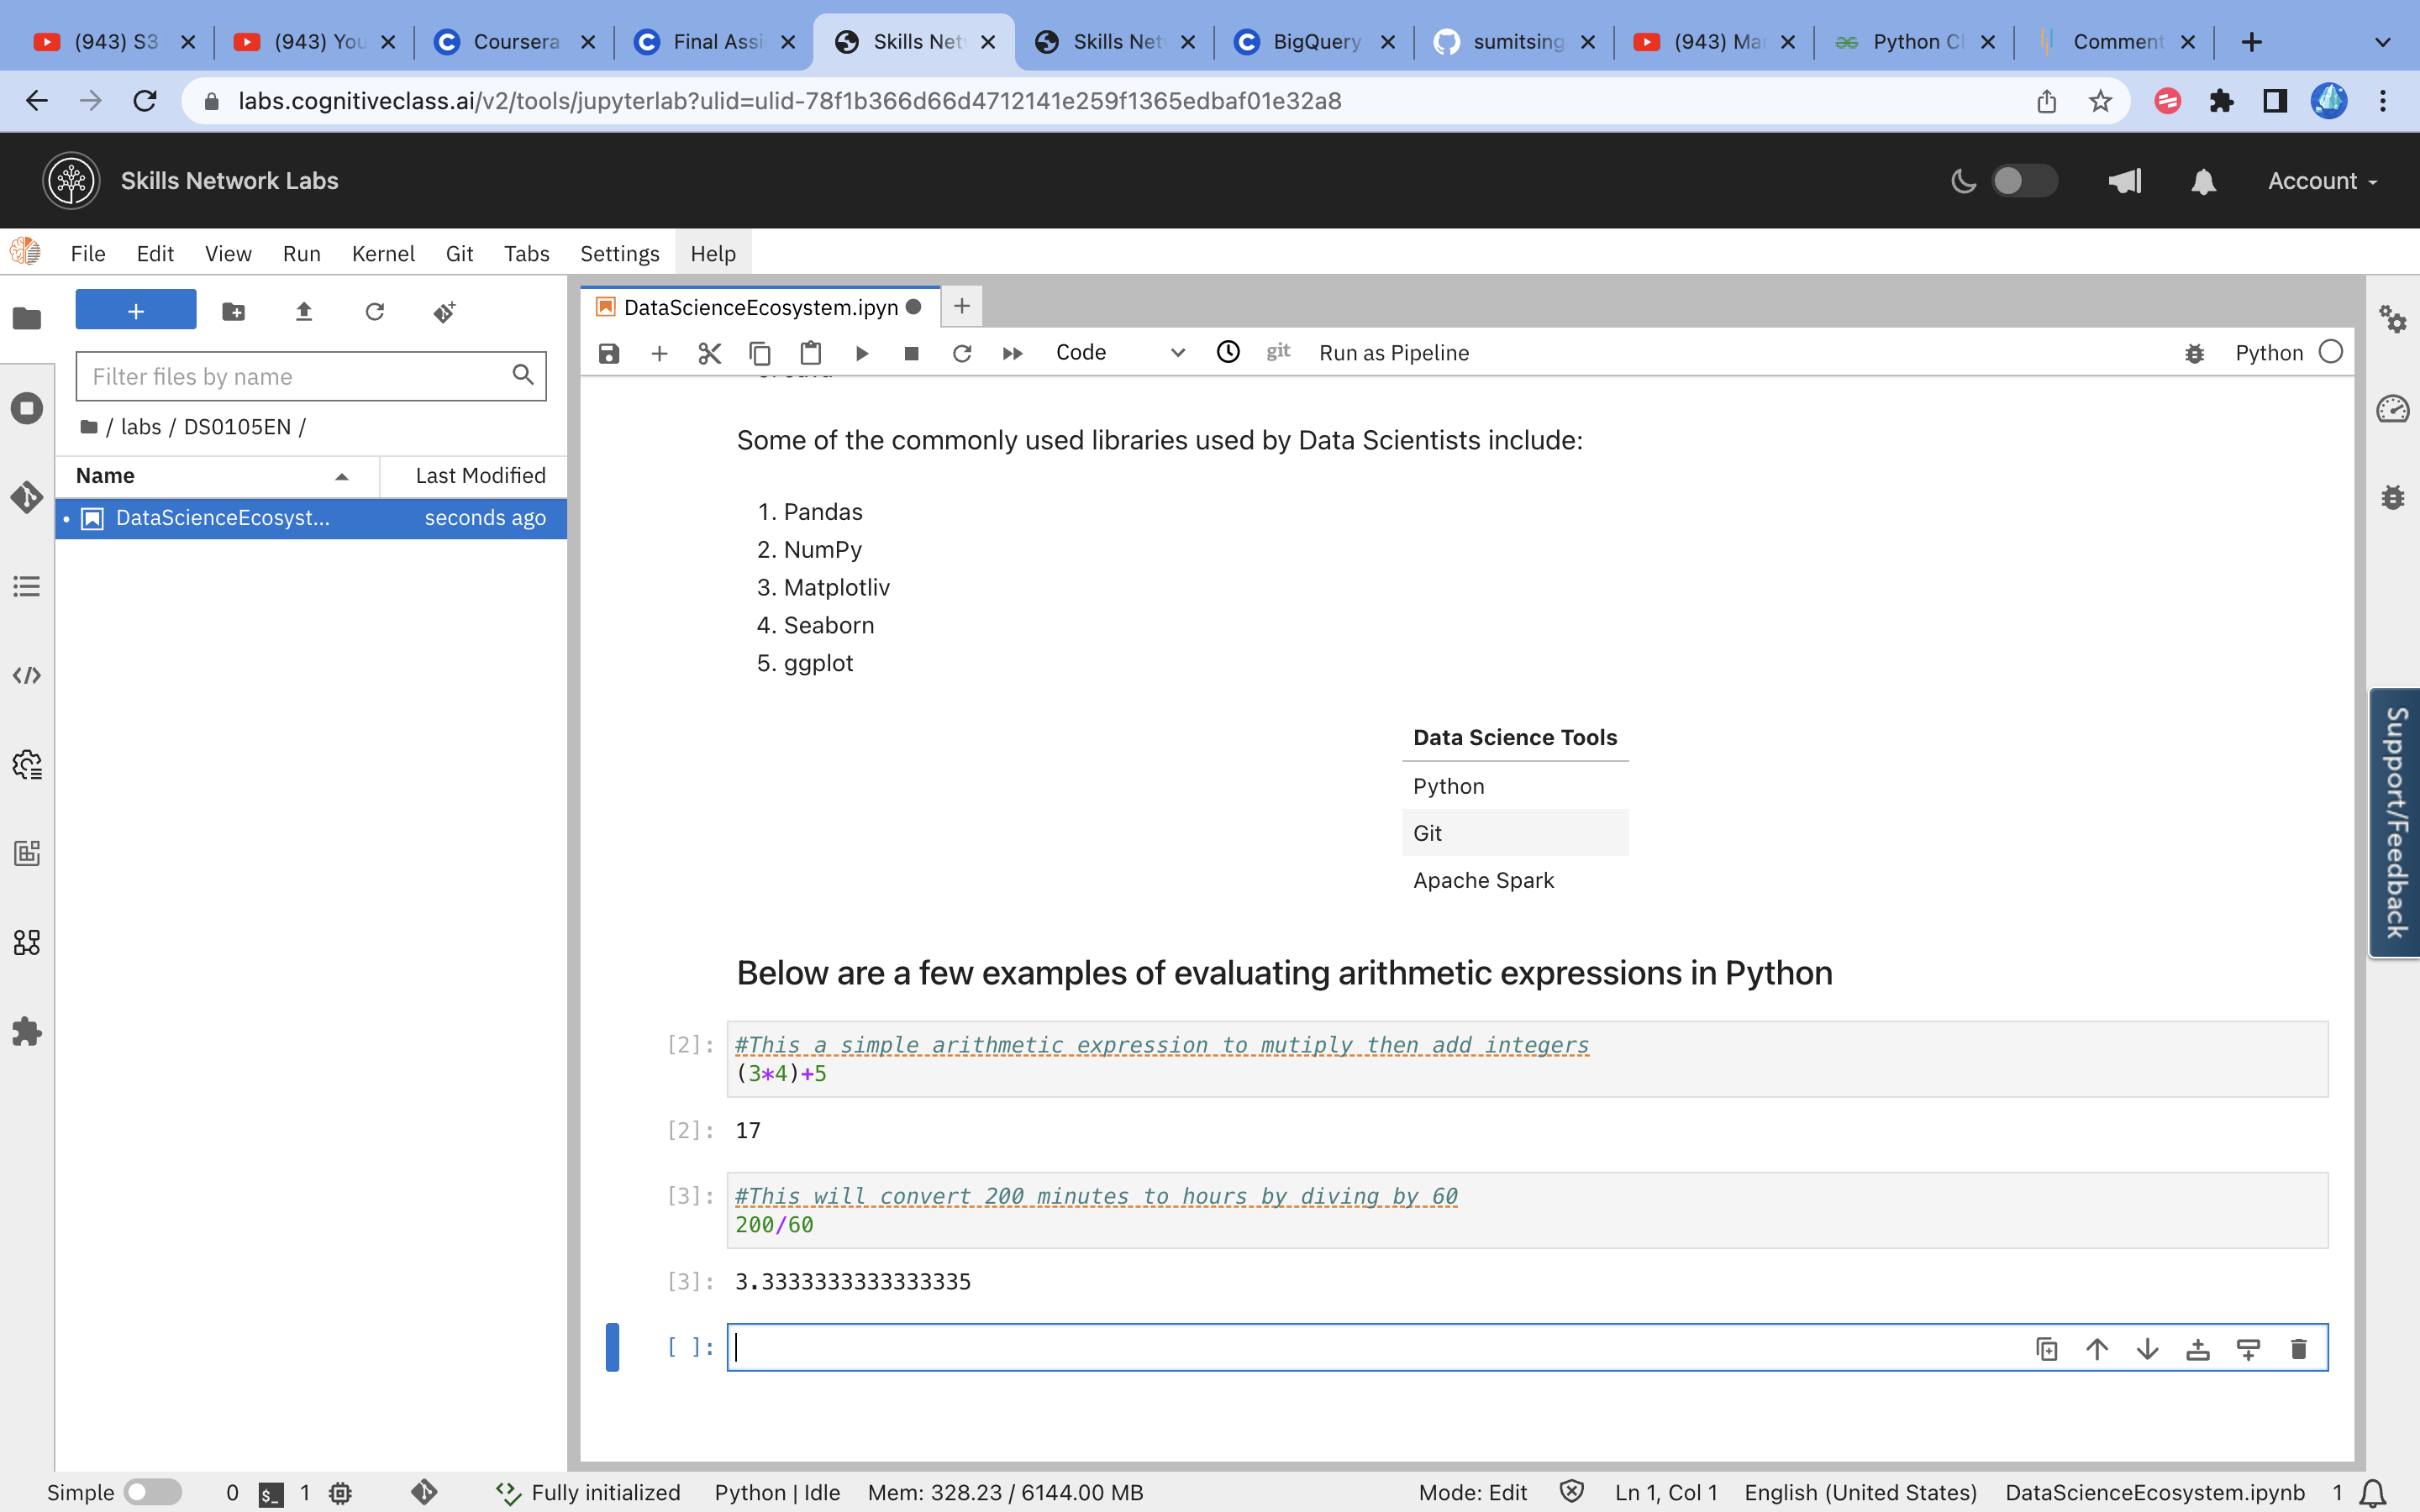 (943) S3
(943) You
Coursera
Final Assi
Skills Net
Skills Net
BigQuery
sumitsing
(943) Ma
Python Cl
Comment
labs.cognitiveclass.ai/v2/tools/jupyterlab?ulid=ulid-78f1b366d66d4712141e259f1365edbaf01e32a8
Skills Network Labs
Account
File Edit View Run Kernel Git Tabs Settings Help
DataScienceEcosystem.ipyn
Code
git
Run as Pipeline
Python
Filter files by name
/ labs / DS0105EN /
Name Last Modified
DataScienceEcosyst... seconds ago
Some of the commonly used libraries used by Data Scientists include:
1. Pandas
2. NumPy
3. Matplotliv
4. Seaborn
5. ggplot
Data Science Tools
Python
Git
Apache Spark
Below are a few examples of evaluating arithmetic expressions in Python
[2]: #This a simple arithmetic expression to mutiply then add integers
(3*4)+5
[2]: 17
[3]: #This will convert 200 minutes to hours by diving by 60
200/60
[3]: 3.3333333333333335
[ ]:
Support/Feedback
Simple 0 $_ 1 Fully initialized Python | Idle Mem: 328.23 / 6144.00 MB Mode: Edit Ln 1, Col 1 English (United States) DataScienceEcosystem.ipynb 1